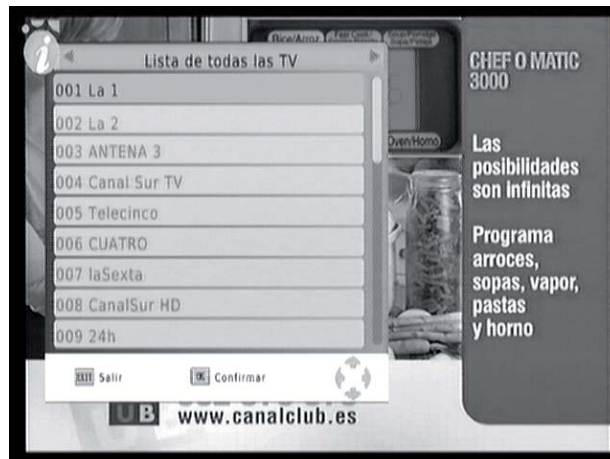 Lista de todas las TV
001 La 1
002 La 2
003 ANTENA 3
004 Canal Sur TV
005 Telecinco
006 CUATRO
007 laSexta
008 CanalSur HD
009 24h
EXIT Salir
OK Confirmar
Rice/Arroz
Oven/Horno
CHEF O MATIC
3000
Las
posibilidades
son infinitas
Programa
arroces,
sopas, vapor,
pastas
y horno
UB
www.canalclub.es